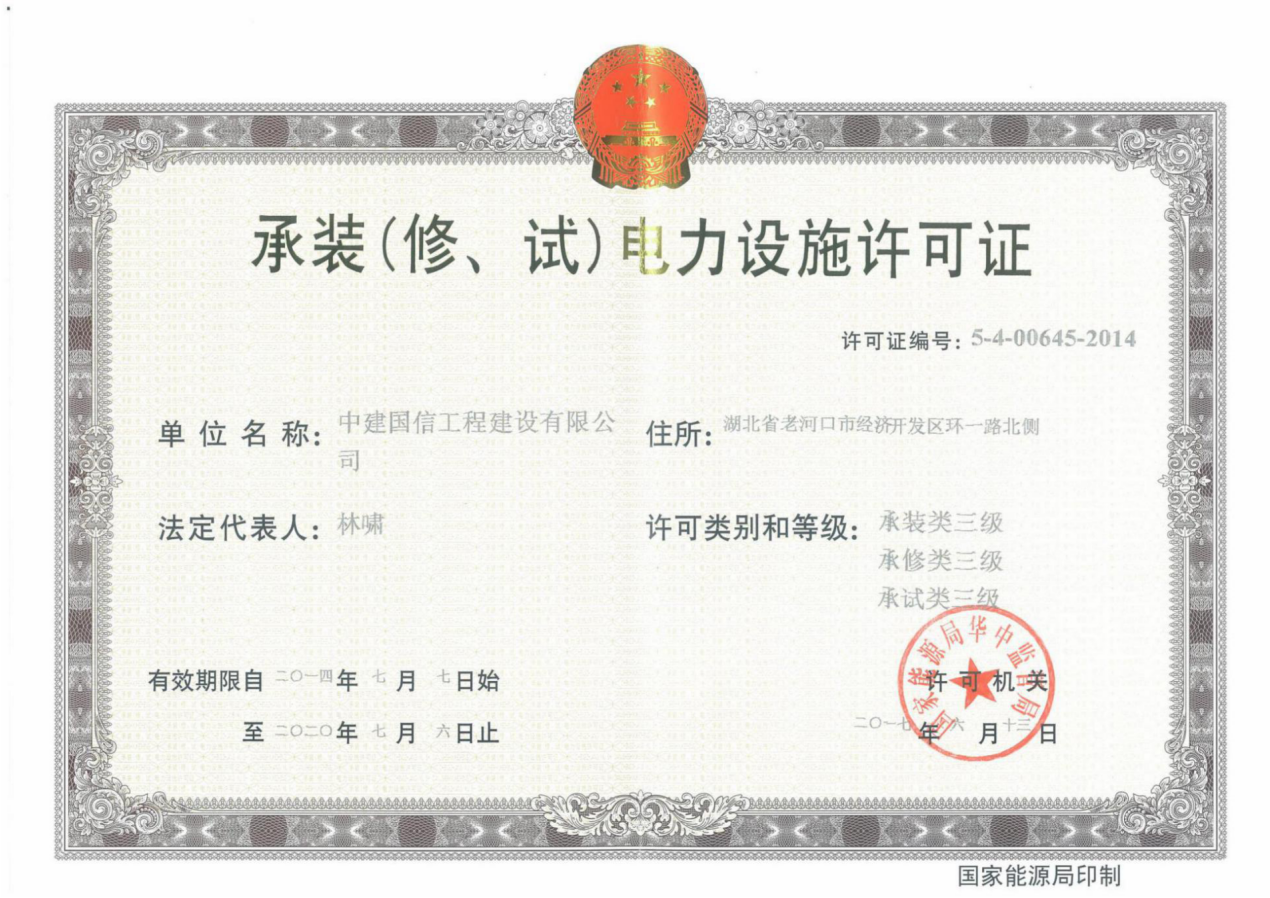 承装(修、试)电力设施许可证
许可证编号: 5-4-00645-2014
单位名称: 中建国信工程建设有限公
司
住所: 湖北省老河口市经济开发区环一路北侧
法定代表人: 林啸
许可类别和等级: 承装类三级
承修类三级
承试类三级
有效期限自 二〇一四年 七月 七日始
至 二〇二〇年 七月 六日止
国家能源局华中监管局
许可机关
二〇一七年 六月 十三日
国家能源局印制